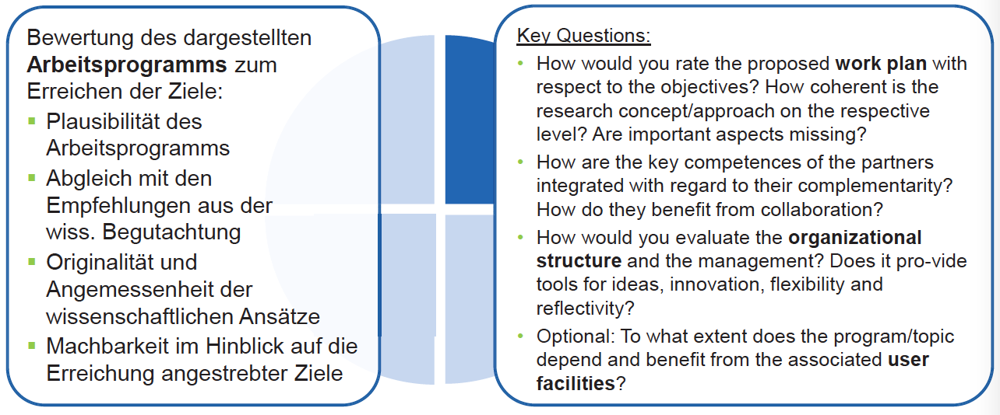 Bewertung des dargestellten
Arbeitsprogramms zum
Erreichen der Ziele:
▪ Plausibilität des
Arbeitsprogramms
▪ Abgleich mit den
Empfehlungen aus der
wiss. Begutachtung
▪ Originalität und
Angemessenheit der
wissenschaftlichen Ansätze
▪ Machbarkeit im Hinblick auf die
Erreichung angestrebter Ziele
Key Questions:
• How would you rate the proposed work plan with
respect to the objectives? How coherent is the
research concept/approach on the respective
level? Are important aspects missing?
• How are the key competences of the partners
integrated with regard to their complementarity?
How do they benefit from collaboration?
• How would you evaluate the organizational
structure and the management? Does it pro-vide
tools for ideas, innovation, flexibility and
reflectivity?
• Optional: To what extent does the program/topic
depend and benefit from the associated user
facilities?